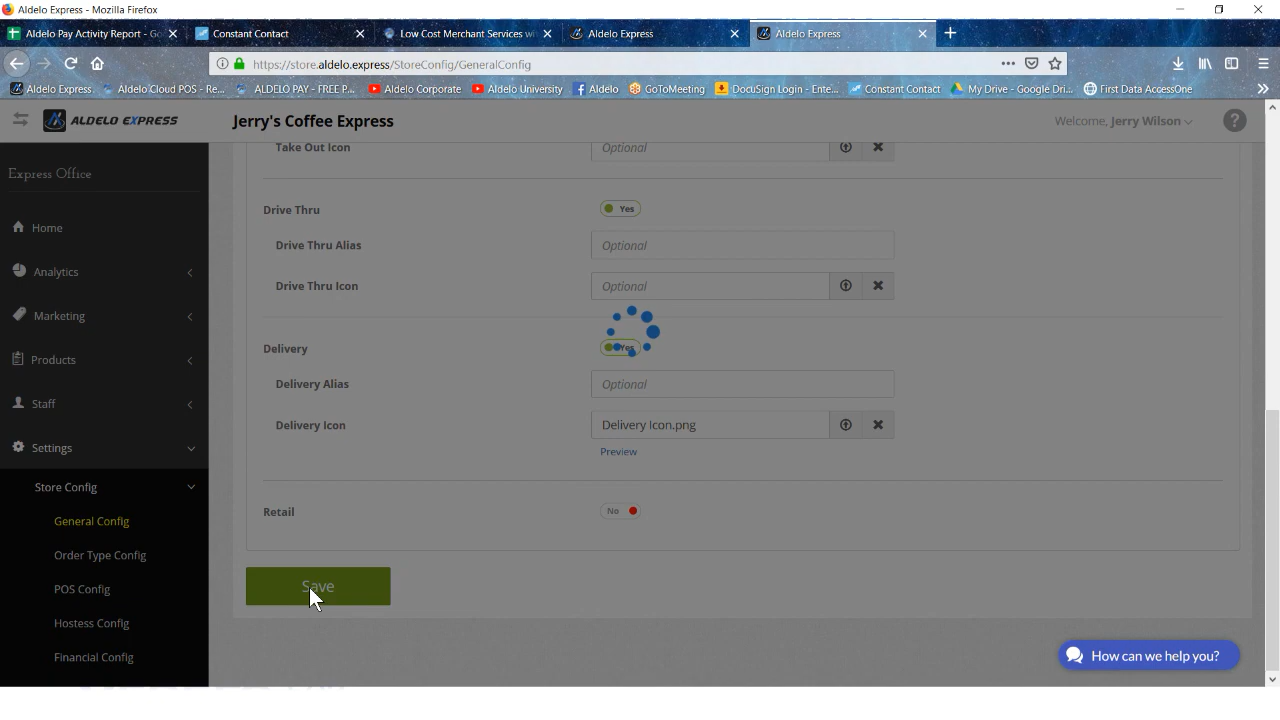 Aldelo Express - Mozilla Firefox
Aldelo Pay Activity Report - Go
Constant Contact
Low Cost Merchant Services wit
Aldelo Express
Aldelo Express
https://store.aldelo.express/StoreConfig/GeneralConfig
Aldelo Express
Aldelo Cloud POS - Re...
ALDELO PAY - FREE P...
Aldelo Corporate
Aldelo University
Aldelo
GoToMeeting
DocuSign Login - Ente...
Constant Contact
My Drive - Google Dri...
First Data AccessOne
ALDELO EXPRESS
Jerry's Coffee Express
Welcome, Jerry Wilson
Express Office
Home
Analytics
Marketing
Products
Staff
Settings
Store Config
General Config
Order Type Config
POS Config
Hostess Config
Financial Config
Take Out Icon
Optional
Drive Thru
Yes
Drive Thru Alias
Optional
Drive Thru Icon
Optional
Delivery
Yes
Delivery Alias
Optional
Delivery Icon
Delivery Icon.png
Preview
Retail
No
Save
How can we help you?